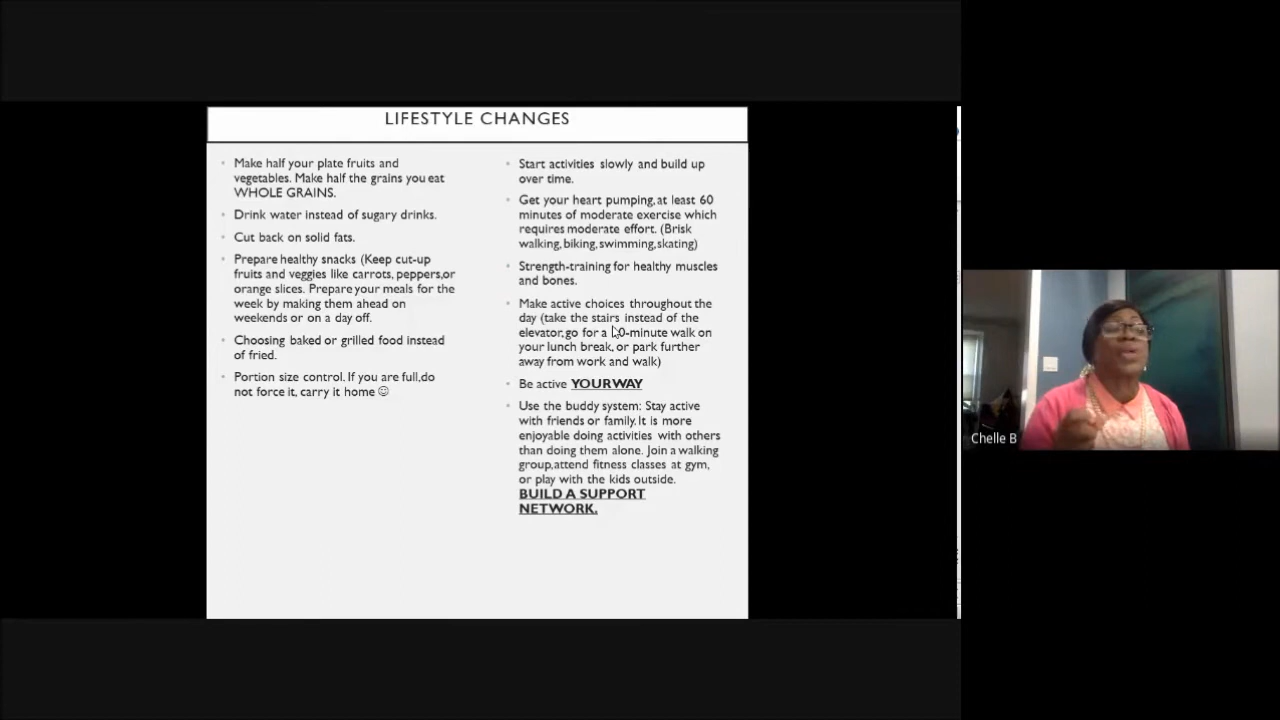 LIFESTYLE CHANGES
Make half your plate fruits and
vegetables. Make half the grains you eat
WHOLE GRAINS.
Drink water instead of sugary drinks.
Cut back on solid fats.
Prepare healthy snacks (Keep cut-up
fruits and veggies like carrots, peppers,or
orange slices. Prepare your meals for the
week by making them ahead on
weekends or on a day off.
Choosing baked or grilled food instead
of fried.
Portion size control. If you are full,do
not force it, carry it home ☺
Start activities slowly and build up
over time.
Get your heart pumping,at least 60
minutes of moderate exercise which
requires moderate effort. (Brisk
walking,biking,swimming,skating)
Strength-training for healthy muscles
and bones.
Make active choices throughout the
day (take the stairs instead of the
elevator,go for a on
your lunch break, or park further
away from work and walk)
Be active YOUR WAY
Use the buddy system: Stay active
with friends or family.It is more
enjoyable doing activities with others
than doing them alone. Join a walking
group,attend fitness classes at gym,
or play with the kids outside.
BUILD A SUPPORT
NETWORK.
Chelle B